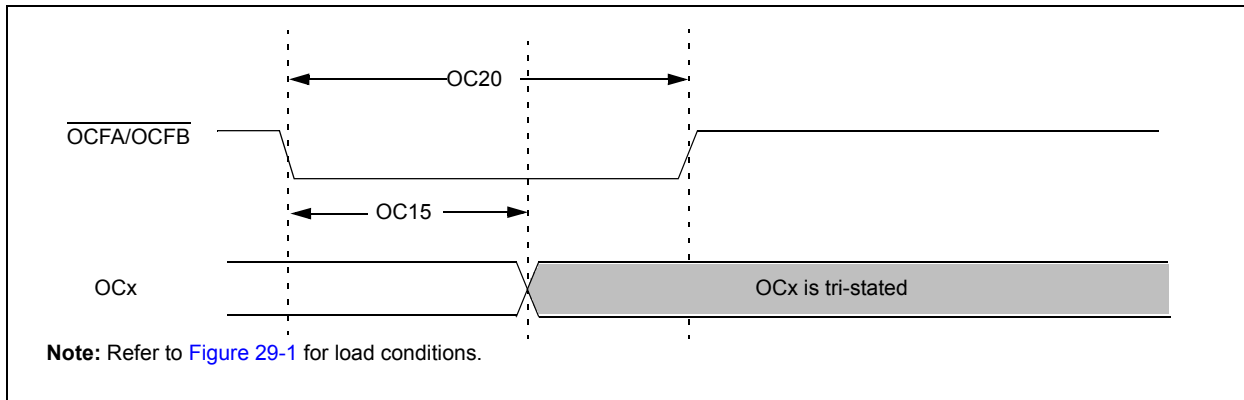 OC20
OCFA/OCFB
OC15
OCx
OCx is tri-stated
Note: Refer to Figure 29-1 for load conditions.